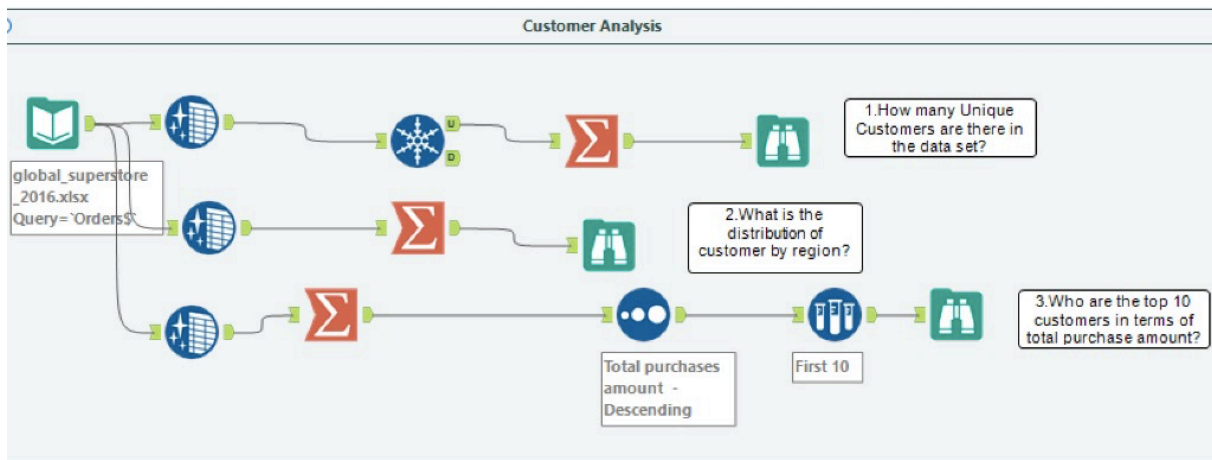 Customer Analysis
1.How many Unique
Customers are there in
the data set?
U
D
global_superstore
_2016.xlsx
Query=`Orders$`
2.What is the
distribution of
customer by region?
3.Who are the top 10
customers in terms of
total purchase amount?
Total purchases
amount -
Descending
First 10